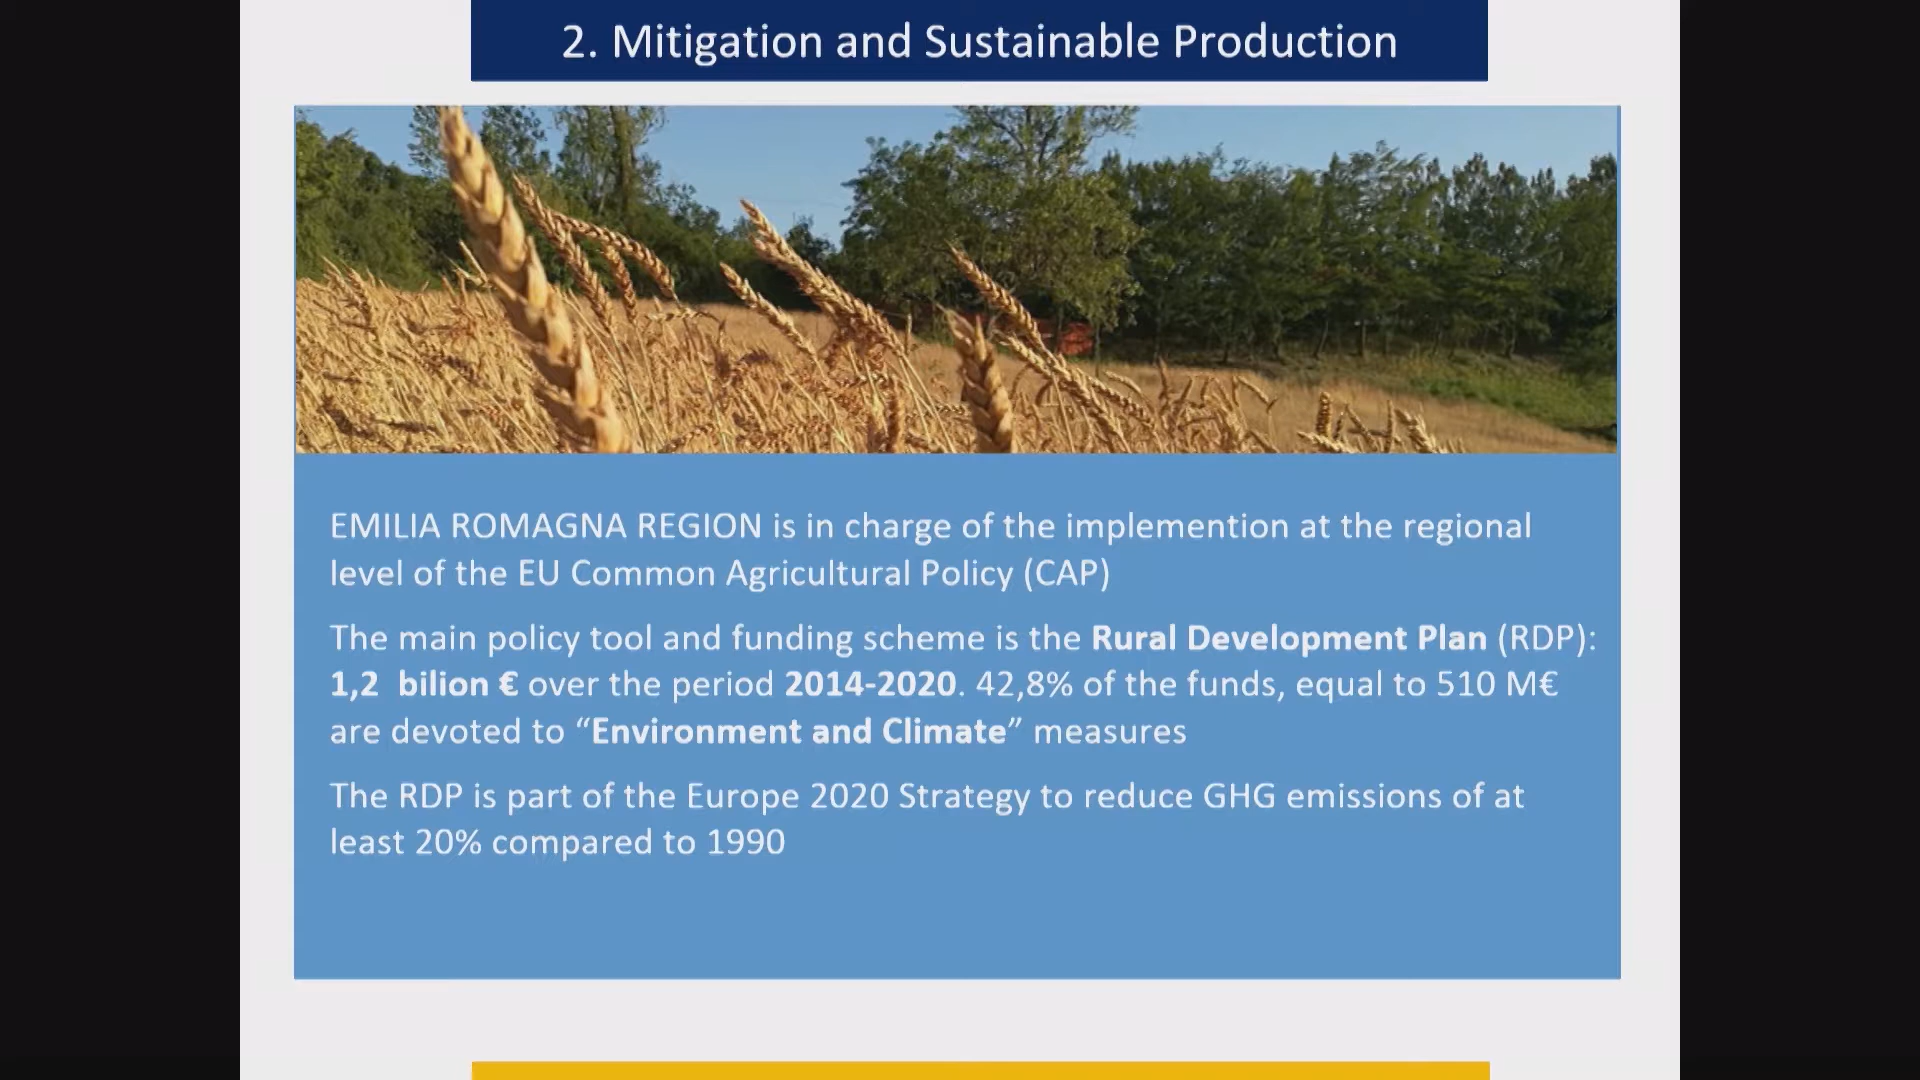 2. Mitigation and Sustainable Production
EMILIA ROMAGNA REGION is in charge of the implemention at the regional
level of the EU Common Agricultural Policy (CAP)
The main policy tool and funding scheme is the Rural Development Plan (RDP):
1,2  bilion € over the period 2014-2020. 42,8% of the funds, equal to 510 M€
are devoted to “Environment and Climate” measures
The RDP is part of the Europe 2020 Strategy to reduce GHG emissions of at
least 20% compared to 1990